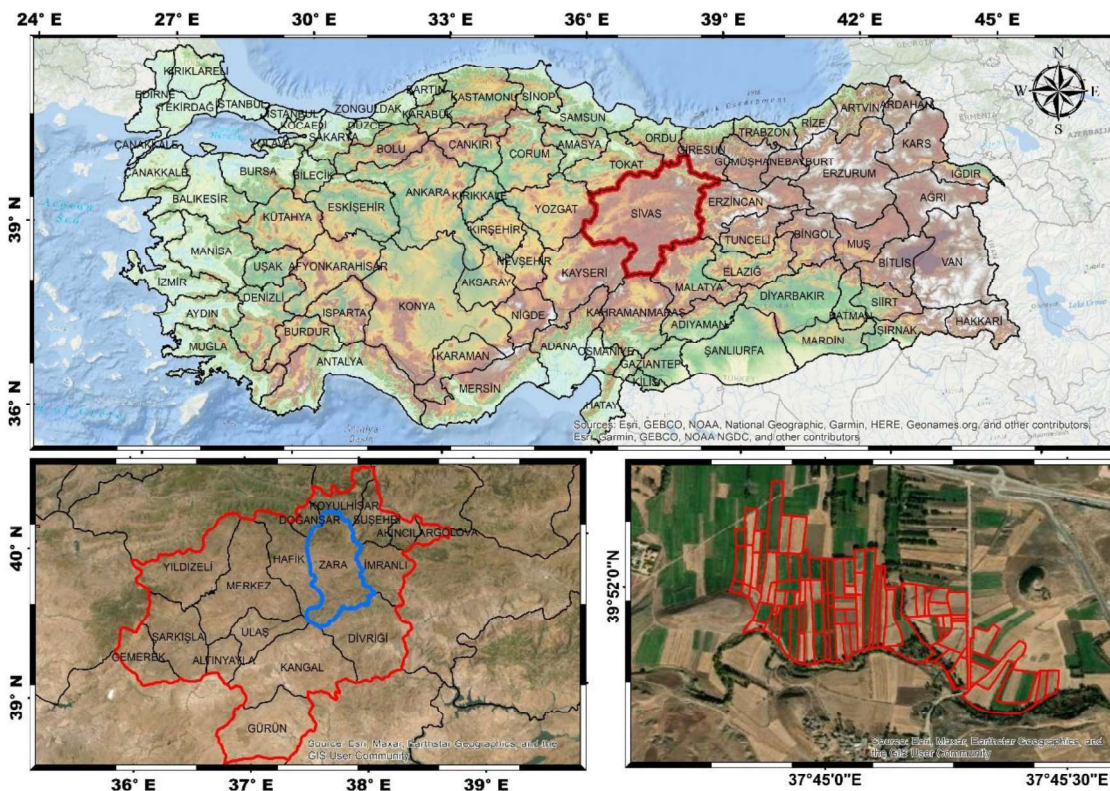 24° E 27° E 30° E 33° E 36° E 39° E 42° E 45° E
N
W E
S
KIRIKLARELİ
EDİRNE
TEKİRDAĞ
İSTANBUL
İSTANBUL
KOCAELİ
YALOVA
SAKARYA
DÜZCE
ZONGULDAK
BARTIN
KARABÜK
KASTAMONU
SİNOP
SAMSUN
ORDU
GİRESUN
TRABZON
RİZE
ARTVİN
ARDAHAN
KARS
IĞDIR
ÇANAKKALE
ÇANAKKALE
BURSA
BİLECİK
BOLU
ÇANKIRI
ÇORUM
AMASYA
TOKAT
GÜMÜŞHANE
BAYBURT
ERZURUM
AĞRI
BALIKESİR
KÜTAHYA
ESKİŞEHİR
ANKARA
KIRIKKALE
YOZGAT
SİVAS
ERZİNCAN
TUNCELİ
BİNGÖL
MUŞ
BİTLİS
VAN
MANİSA
UŞAK
AFYONKARAHİSAR
KIRŞEHİR
NEVŞEHİR
KAYSERİ
ELAZIĞ
MALATYA
İZMİR
AYDIN
DENİZLİ
ISPARTA
KONYA
AKGARAY
NİĞDE
KAHRAMANMARAŞ
ADIYAMAN
DİYARBAKIR
BATMAN
SİİRT
ŞIRNAK
HAKKARİ
MUGLA
BURDUR
ANTALYA
KARAMAN
MERSİN
ADANA
OSMANİYE
GAZİANTEP
KİLİS
HATAY
ŞANLIURFA
MARDİN
39° N
36° N
Sources: Esri, GEBCO, NOAA, National Geographic, Garmin, HERE, Geonames.org, and other contributors
Esri, Garmin, GEBCO, NOAA NGDC, and other contributors
KOYULHİSAR
DOĞANŞAR
SUŞEHRİ
AKINCILAR
GOLOVA
YILDIZELİ
HAFİK
ZARA
İMRANLI
MERKEZ
ŞARKIŞLA
ULAŞ
DİVRİĞİ
GEMEREK
ALTINYAYLA
KANGAL
GÜRÜN
Source: Esri, Maxar, Earthstar Geographics, and the
GIS User Community
40° N
39° N
36° E 37° E 38° E 39° E
39°52'0"N
Source: Esri, Maxar, Earthstar Geographics, and
the GIS User Community
37°45'0"E 37°45'30"E